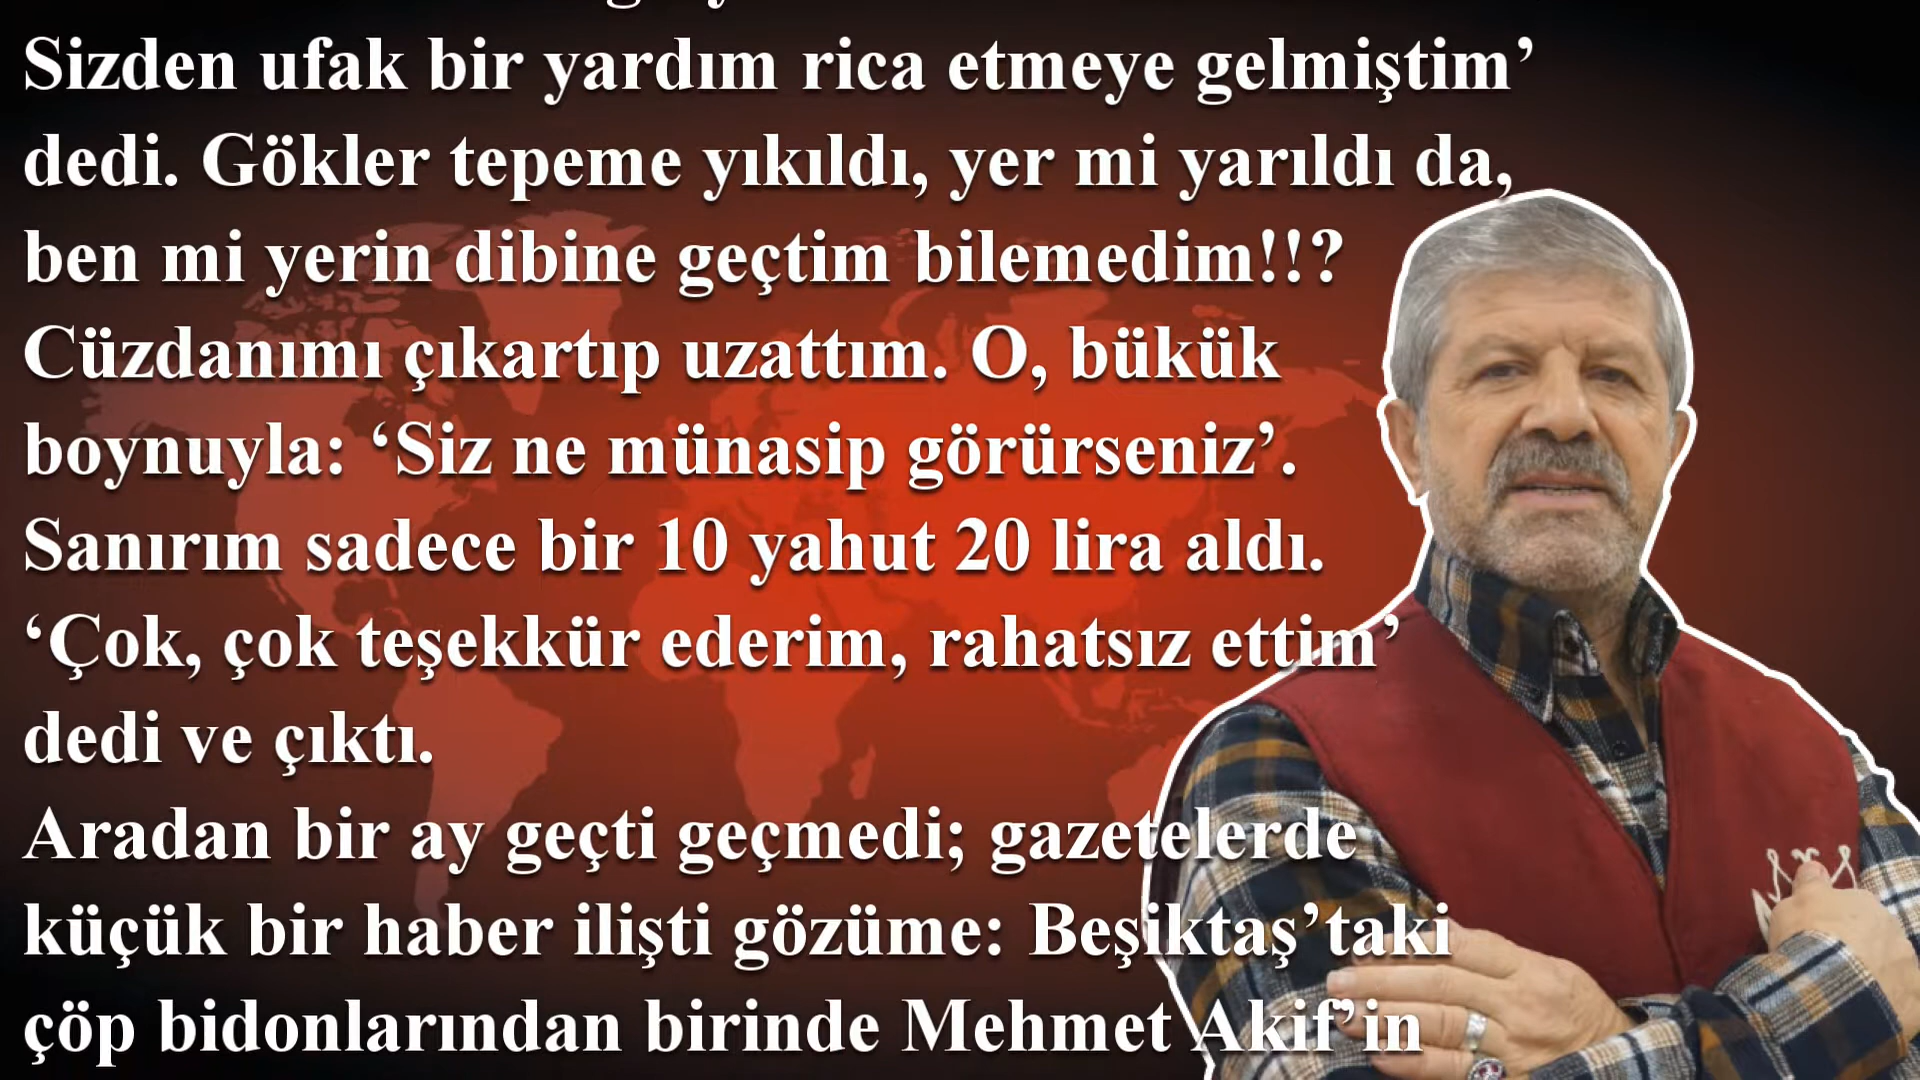 Sizden ufak bir yardım rica etmeye gelmiştim’
dedi. Gökler tepeme yıkıldı, yer mi yarıldı da,
ben mi yerin dibine geçtim bilemedim!!?
Cüzdanımı çıkartıp uzattım. O, bükük
boynuyla: ‘Siz ne münasip görürseniz’.
Sanırım sadece bir 10 yahut 20 lira aldı.
‘Çok, çok teşekkür ederim, rahatsız ettim’
dedi ve çıktı.
Aradan bir ay geçti geçmedi; gazetelerde
küçük bir haber ilişti gözüme: Beşiktaş’taki
çöp bidonlarından birinde Mehmet Akif’in